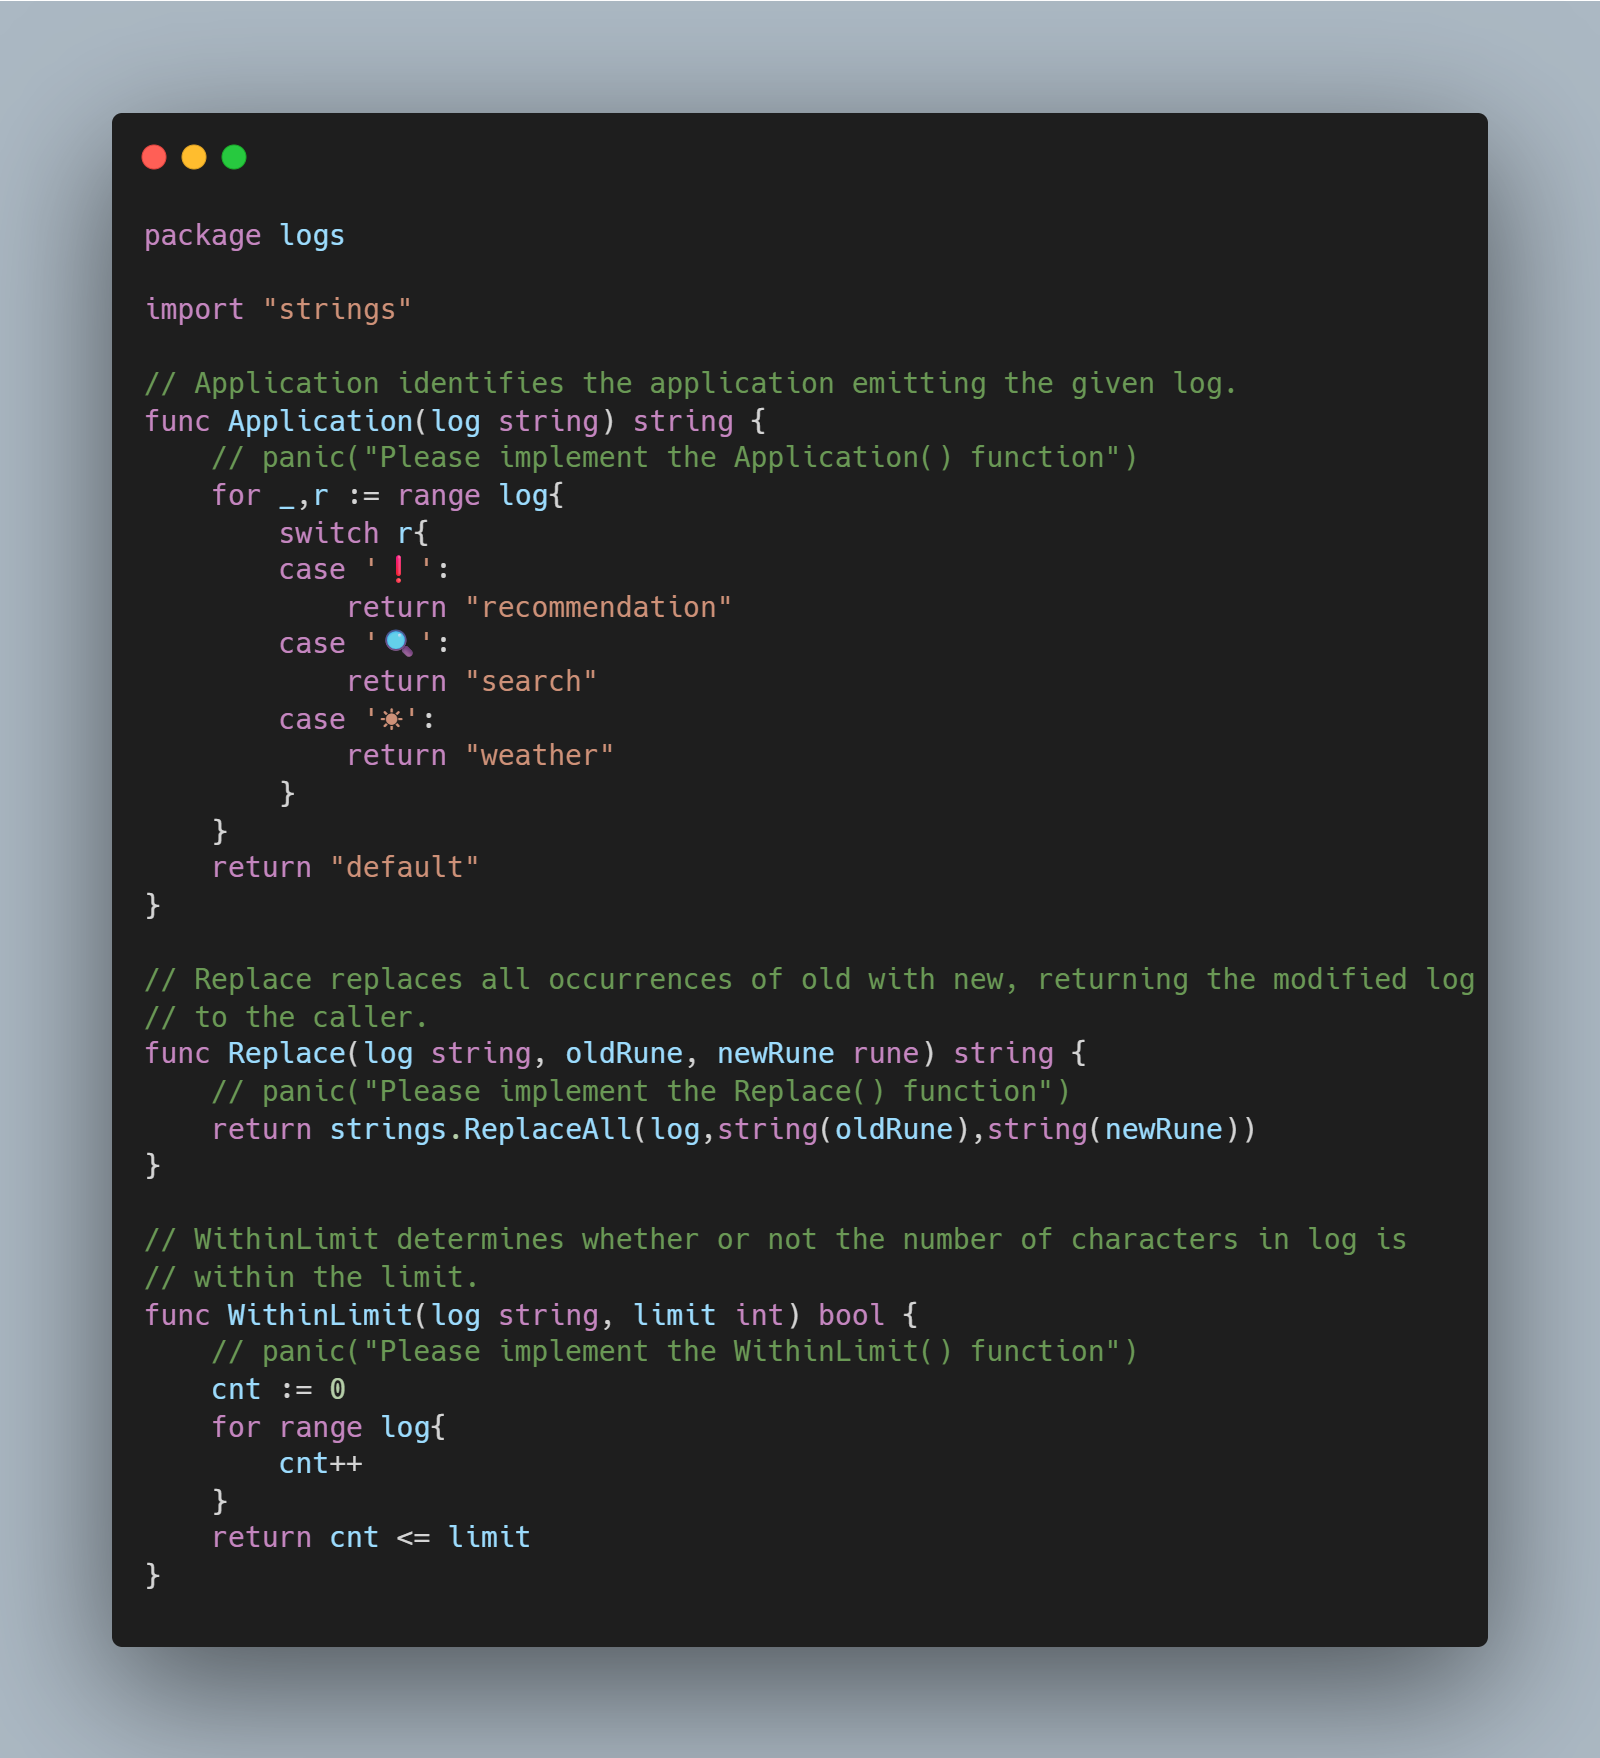 package logs

import "strings"

// Application identifies the application emitting the given log.
func Application(log string) string {
    // panic("Please implement the Application() function")
    for _,r := range log{
        switch r{
        case '❗':
            return "recommendation"
        case '🔍':
            return "search"
        case '☀':
            return "weather"
        }
    }
    return "default"
}

// Replace replaces all occurrences of old with new, returning the modified log
// to the caller.
func Replace(log string, oldRune, newRune rune) string {
    // panic("Please implement the Replace() function")
    return strings.ReplaceAll(log,string(oldRune),string(newRune))
}

// WithinLimit determines whether or not the number of characters in log is
// within the limit.
func WithinLimit(log string, limit int) bool {
    // panic("Please implement the WithinLimit() function")
    cnt := 0
    for range log{
        cnt++
    }
    return cnt <= limit
}